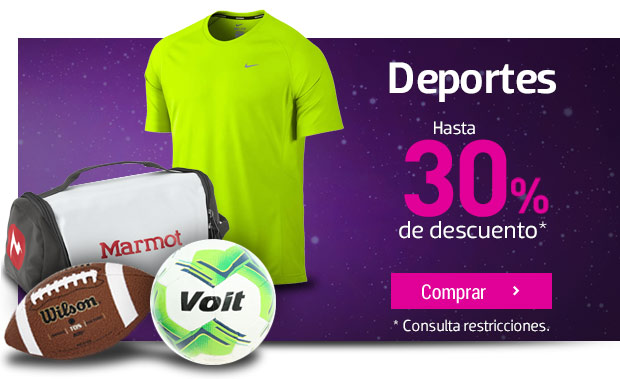 Deportes
Hasta
30%
de descuento*
Comprar >
* Consulta restricciones.
Marmot
Wilson
Voit